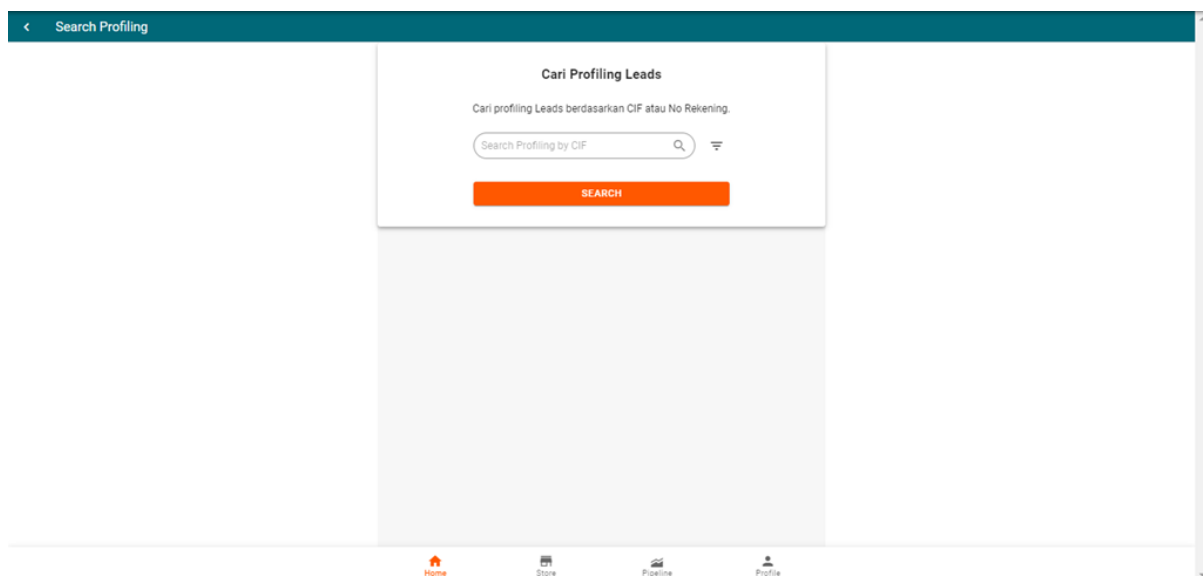 Search Profiling
Cari Profiling Leads
Cari profiling Leads berdasarkan CIF atau No Rekening.
Search Profiling by CIF
SEARCH
Home
Store
Pipeline
Profile